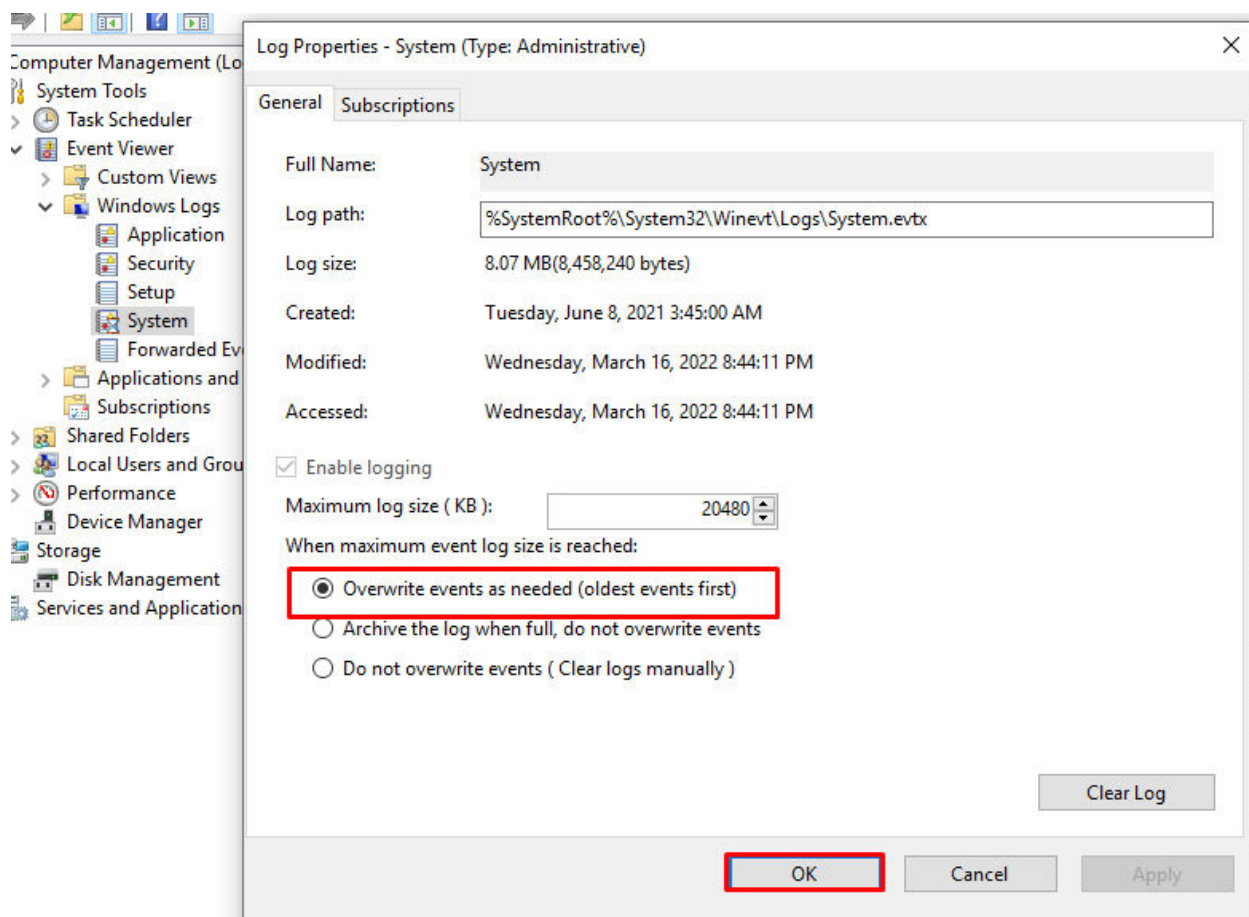 Computer Management (Lo
System Tools
Task Scheduler
Event Viewer
Custom Views
Windows Logs
Application
Security
Setup
System
Forwarded Ev
Applications and
Subscriptions
Shared Folders
Local Users and Grou
Performance
Device Manager
Storage
Disk Management
Services and Application
Log Properties - System (Type: Administrative)
General Subscriptions
Full Name: System
Log path: %SystemRoot%\System32\Winevt\Logs\System.evtx
Log size: 8.07 MB(8,458,240 bytes)
Created: Tuesday, June 8, 2021 3:45:00 AM
Modified: Wednesday, March 16, 2022 8:44:11 PM
Accessed: Wednesday, March 16, 2022 8:44:11 PM
Enable logging
Maximum log size ( KB ): 20480
When maximum event log size is reached:
Overwrite events as needed (oldest events first)
Archive the log when full, do not overwrite events
Do not overwrite events ( Clear logs manually )
Clear Log
OK Cancel Apply